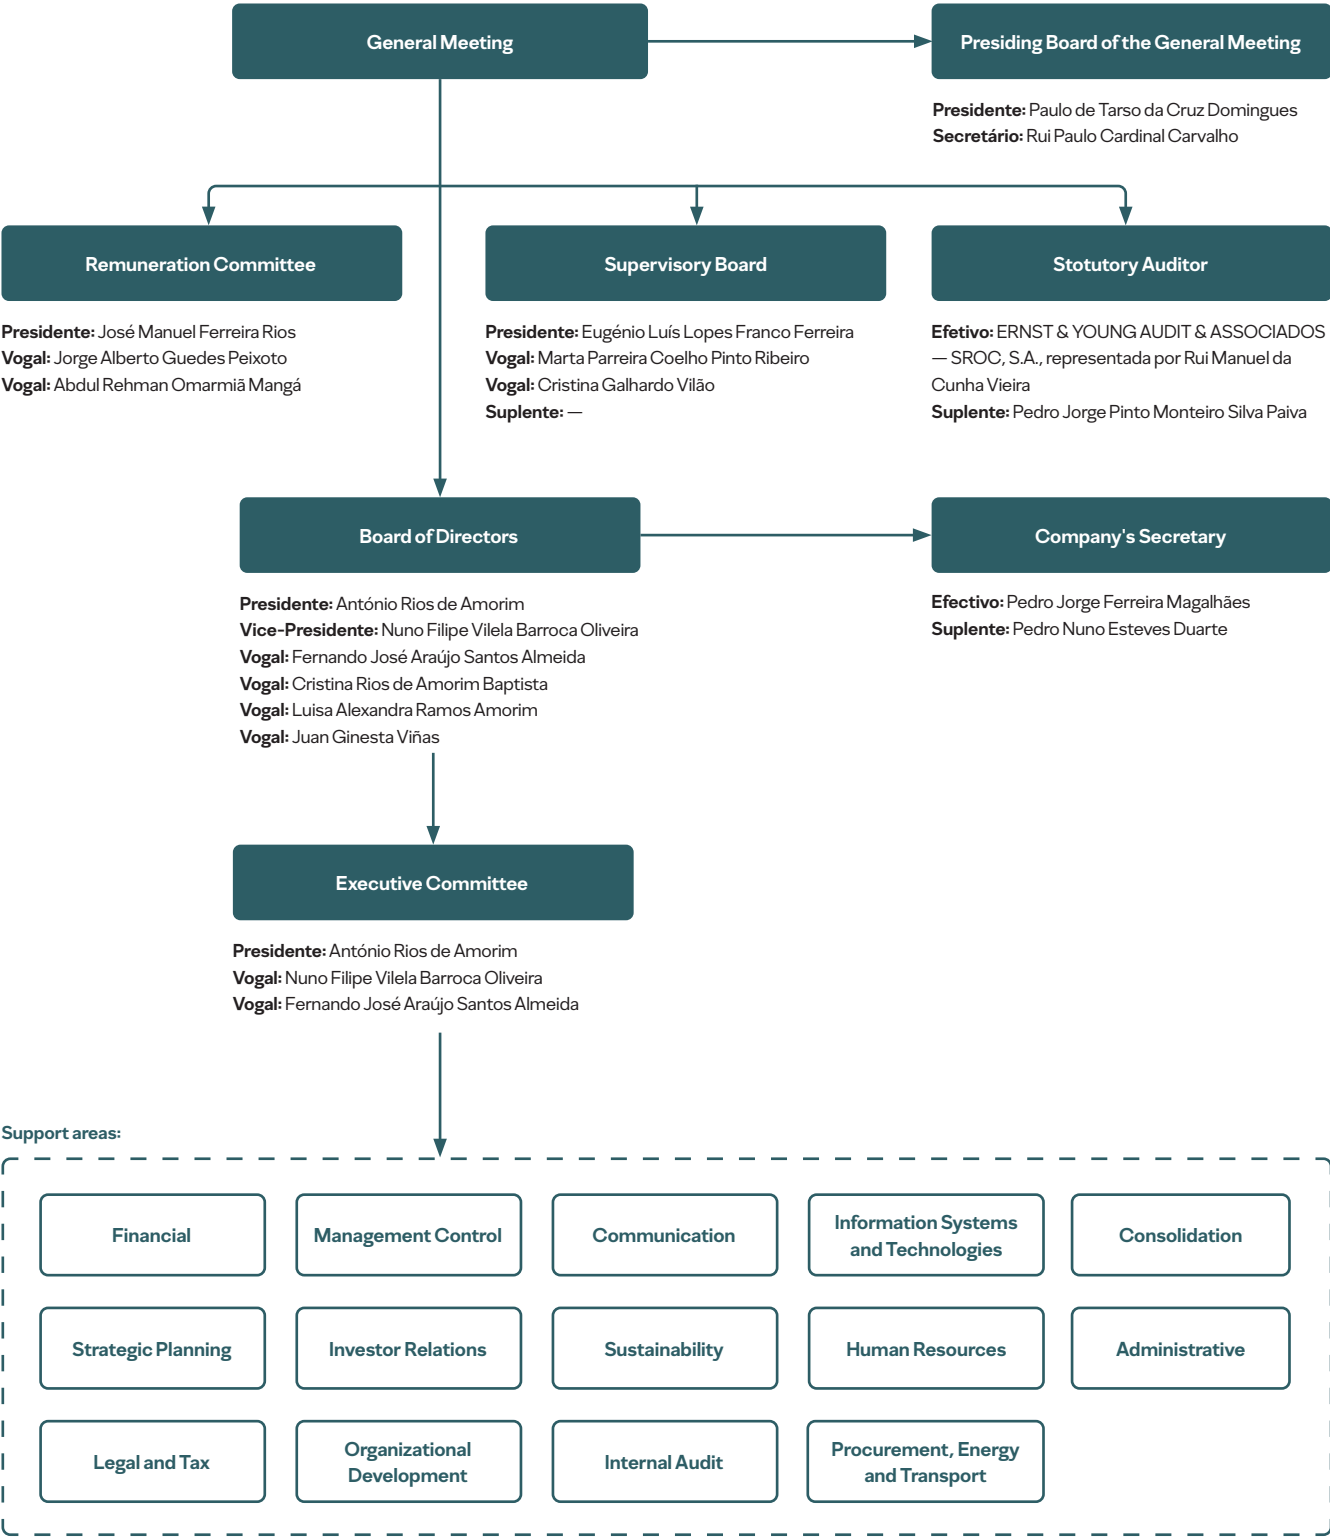 General Meeting
Presiding Board of the General Meeting
Presidente: Paulo de Tarso da Cruz Domingues
Secretário: Rui Paulo Cardinal Carvalho
Remuneration Committee
Presidente: José Manuel Ferreira Rios
Vogal: Jorge Alberto Guedes Peixoto
Vogal: Abdul Rehman Omarmiã Mangá
Supervisory Board
Presidente: Eugénio Luís Lopes Franco Ferreira
Vogal: Marta Parreira Coelho Pinto Ribeiro
Vogal: Cristina Galhardo Vilão
Suplente: —
Stotutory Auditor
Efetivo: ERNST & YOUNG AUDIT & ASSOCIADOS
— SROC, S.A., representada por Rui Manuel da
Cunha Vieira
Suplente: Pedro Jorge Pinto Monteiro Silva Paiva
Board of Directors
Presidente: António Rios de Amorim
Vice-Presidente: Nuno Filipe Vilela Barroca Oliveira
Vogal: Fernando José Araújo Santos Almeida
Vogal: Cristina Rios de Amorim Baptista
Vogal: Luisa Alexandra Ramos Amorim
Vogal: Juan Ginesta Viñas
Company's Secretary
Efectivo: Pedro Jorge Ferreira Magalhães
Suplente: Pedro Nuno Esteves Duarte
Executive Committee
Presidente: António Rios de Amorim
Vogal: Nuno Filipe Vilela Barroca Oliveira
Vogal: Fernando José Araújo Santos Almeida
Support areas:
Financial
Management Control
Communication
Information Systems
and Technologies
Consolidation
Strategic Planning
Investor Relations
Sustainability
Human Resources
Administrative
Legal and Tax
Organizational
Development
Internal Audit
Procurement, Energy
and Transport